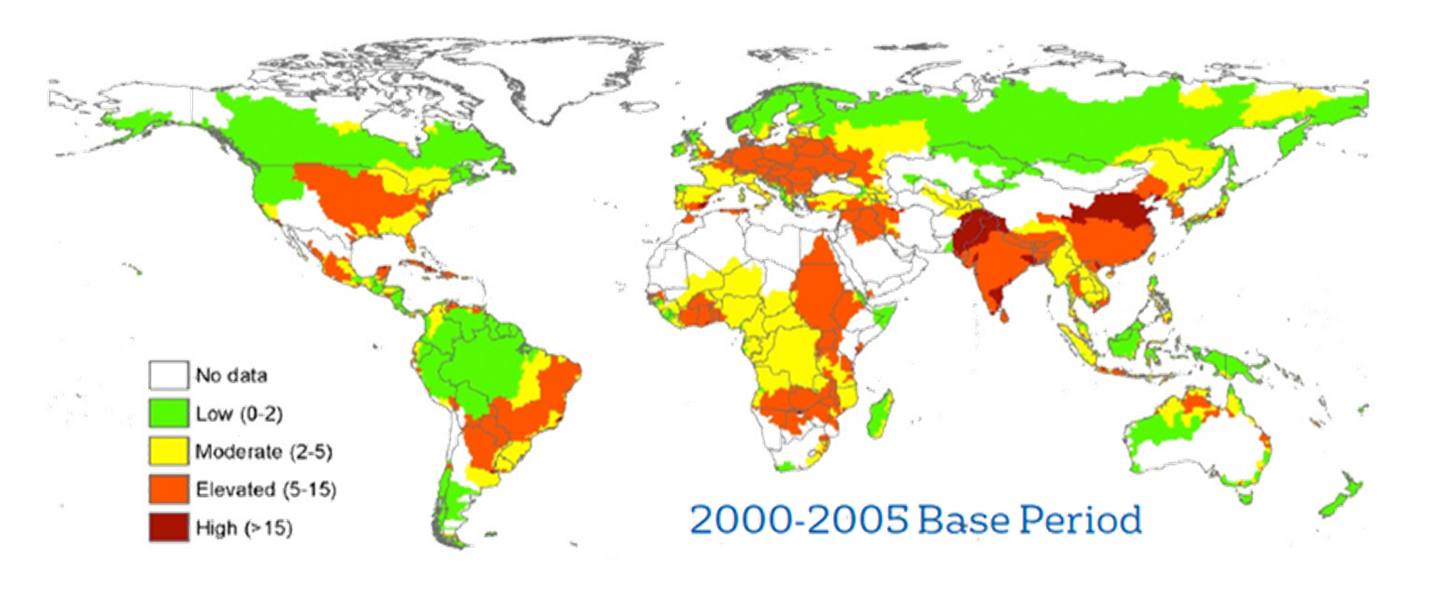 No data
Low (0-2)
Moderate (2-5)
Elevated (5-15)
High (>15)
2000-2005 Base Period